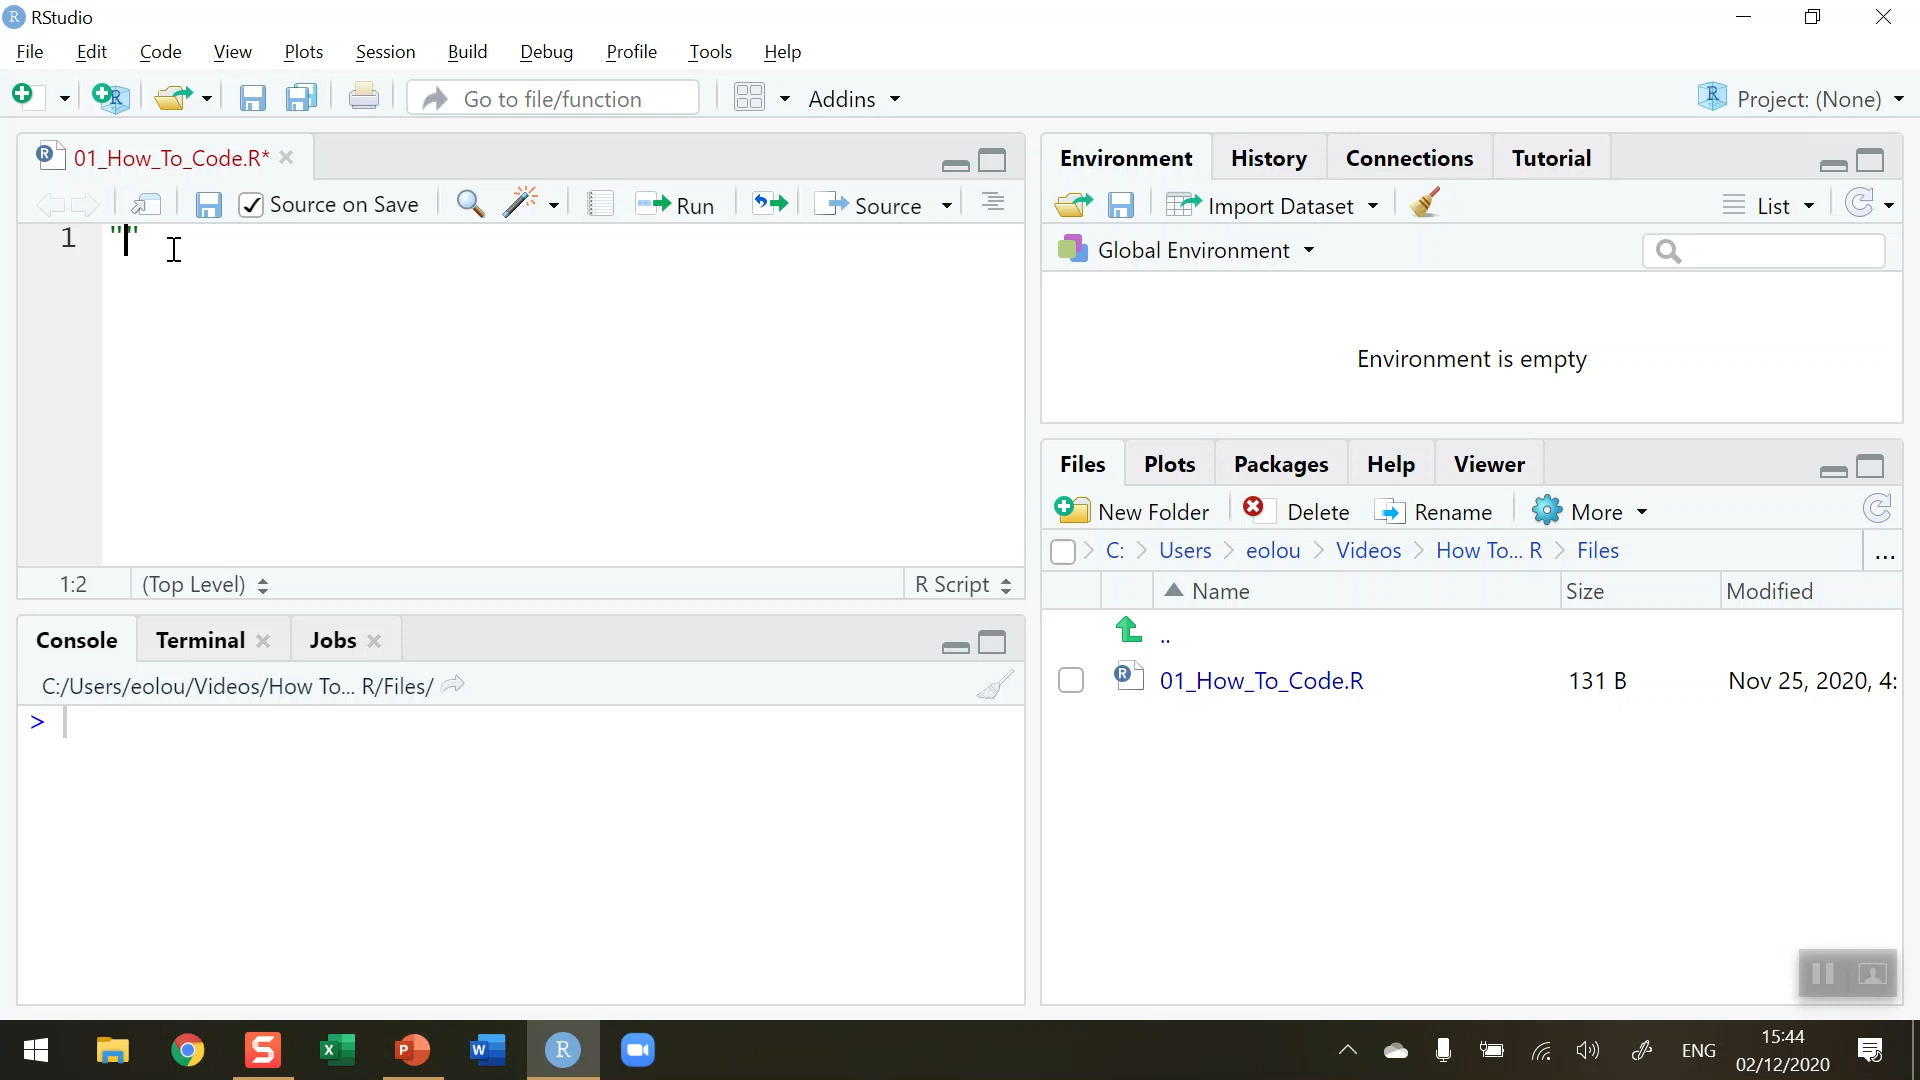 RStudio
File Edit Code View Plots Session Build Debug Profile Tools Help
Go to file/function Addins Project: (None)
01_How_To_Code.R*
Source on Save Run Source
1 ""
1:2 (Top Level) R Script
Console Terminal Jobs
C:/Users/eolou/Videos/How To... R/Files/
>
Environment History Connections Tutorial
Import Dataset List
Global Environment
Environment is empty
Files Plots Packages Help Viewer
New Folder Delete Rename More
C: Users eolou Videos How To... R Files ...
Name Size Modified
..
01_How_To_Code.R 131 B Nov 25, 2020, 4:
ENG 15:44
02/12/2020